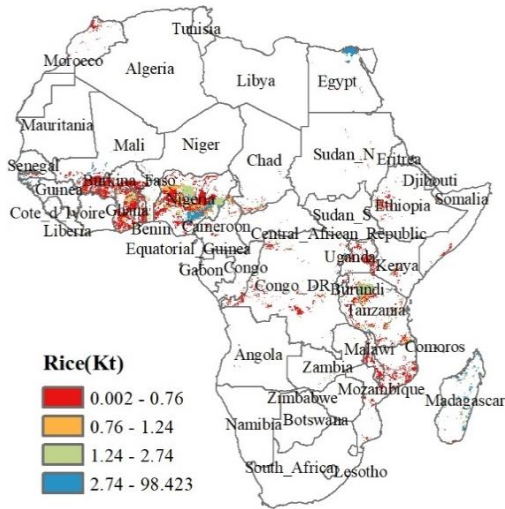 Tunisia
Morocco
Algeria
Libya
Egypt
Mauritania
Mali
Niger
Chad
Sudan_N
Eritrea
Senegal
Burkina_Faso
Djibouti
Guinea
Nigeria
Ethiopia
Somalia
Cote_d_Ivoire
Ghana
Sudan_S
Liberia
Benin
Cameroon
Central_African_Republic
Equatorial_Guinea
Uganda
Kenya
Gabon
Congo
Congo_DR
Burundi
Tanzania
Rice(Kt)
Angola
Malawi
Comoros
Zambia
0.002 - 0.76
Zimbabwe
Mozambique
Madagascar
0.76 - 1.24
Namibia
Botswana
1.24 - 2.74
South_Africa
Lesotho
2.74 - 98.423